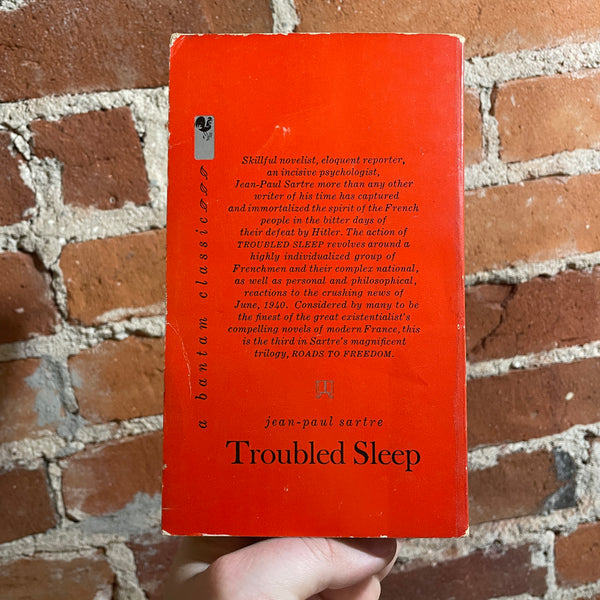 a bantam classic
Skillful novelist, eloquent reporter,
an incisive psychologist,
Jean-Paul Sartre more than any other
writer of his time has captured
and immortalized the spirit of the French
people in the bitter days of
their defeat by Hitler. The action of
TROUBLED SLEEP revolves around a
highly individualized group of
Frenchmen and their complex national,
as well as personal and philosophical,
reactions to the crushing news of
June, 1940. Considered by many to be
the finest of the great existentialist's
compelling novels of modern France, this
is the third in Sartre's magnificent
trilogy, ROADS TO FREEDOM.
jean-paul sartre
Troubled Sleep